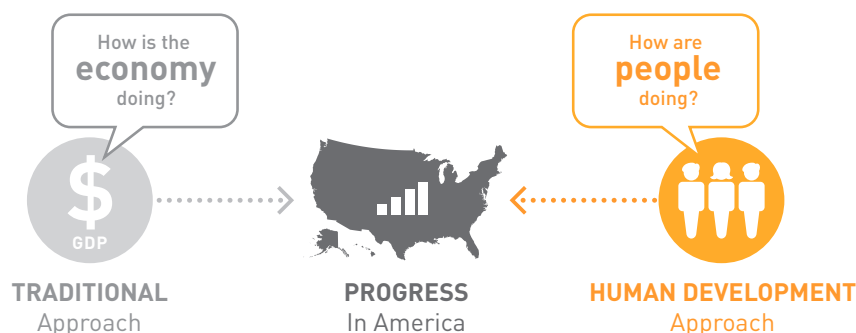 How is the
economy
doing?
How are
people
doing?
$
GDP
TRADITIONAL
Approach
PROGRESS
In America
HUMAN DEVELOPMENT
Approach